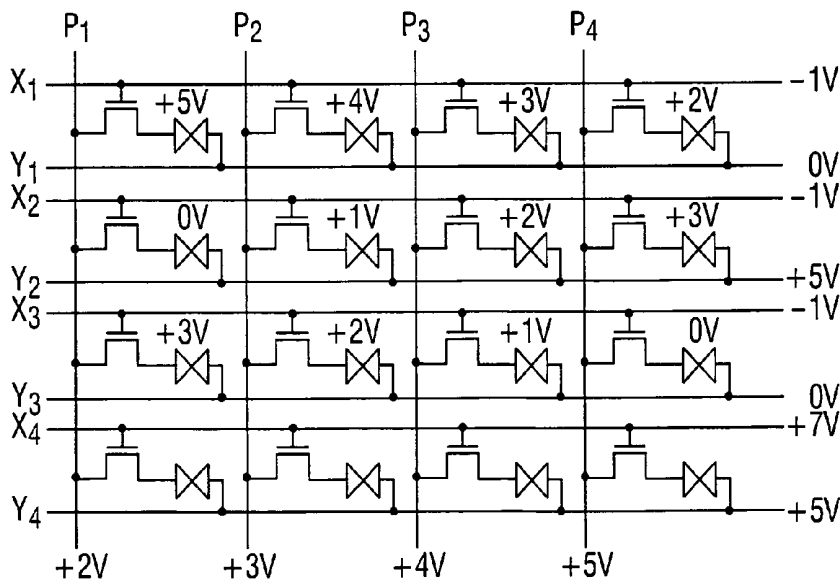 P1 P2 P3 P4
X1 -1V
+5V +4V +3V +2V
Y1 0V
X2 -1V
0V +1V +2V +3V
Y2 +5V
X3 -1V
+3V +2V +1V 0V
Y3 0V
X4 +7V
Y4 +5V
+2V +3V +4V +5V